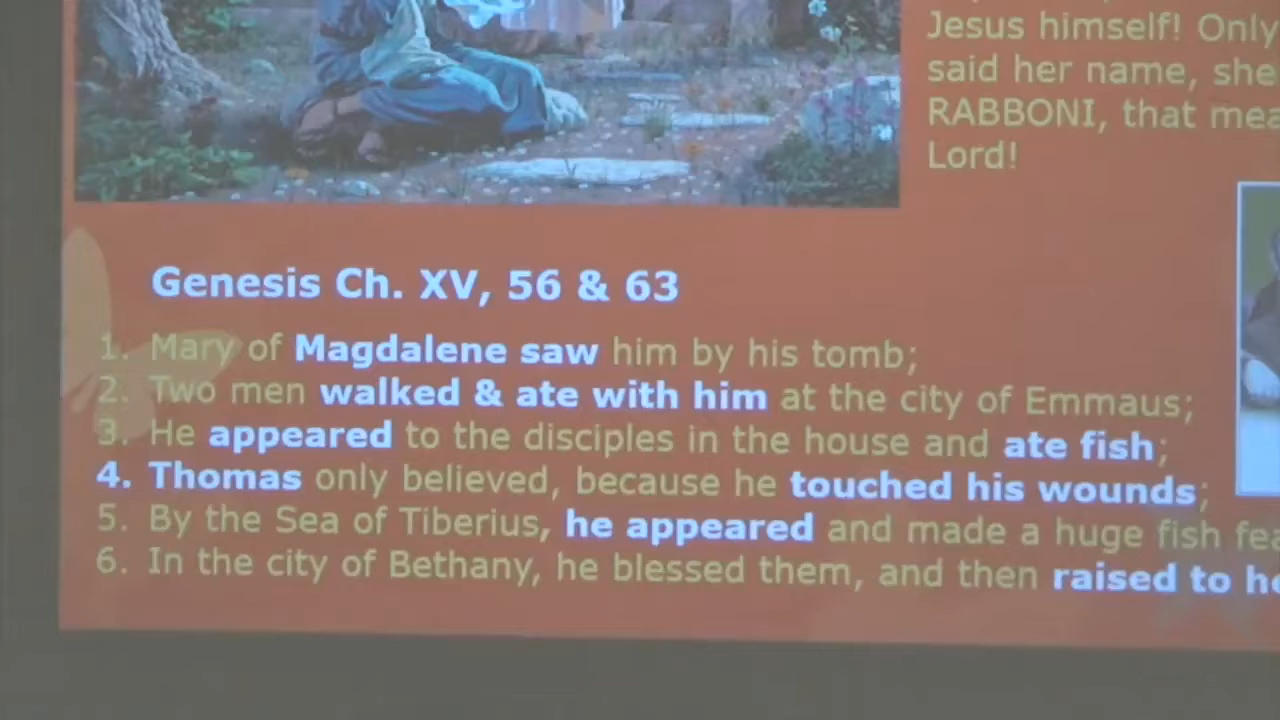 Jesus himself! Only
said her name, she
RABBONI, that mea
Lord!
Genesis Ch. XV, 56 & 63
1. Mary of Magdalene saw him by his tomb;
2. Two men walked & ate with him at the city of Emmaus;
3. He appeared to the disciples in the house and ate fish;
4. Thomas only believed, because he touched his wounds;
5. By the Sea of Tiberius, he appeared and made a huge fish fea
6. In the city of Bethany, he blessed them, and then raised to he